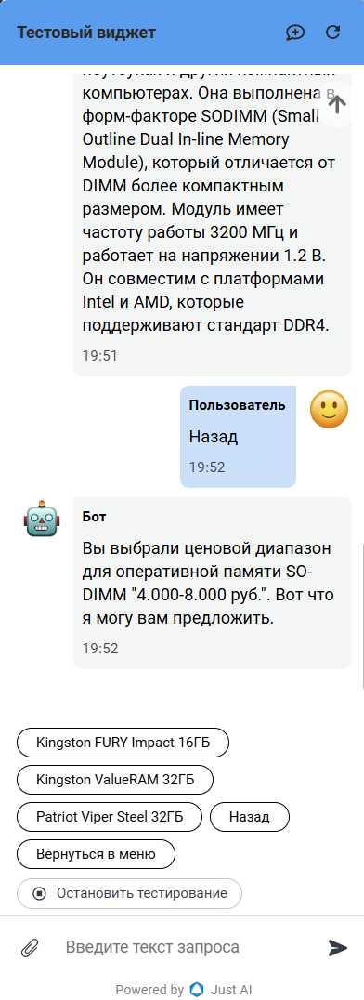 Тестовый виджет
ноутбуках и других компактных
компьютерах. Она выполнена в
форм-факторе SODIMM (Small
Outline Dual In-line Memory
Module), который отличается от
DIMM более компактным
размером. Модуль имеет
частоту работы 3200 МГц и
работает на напряжении 1.2 В.
Он совместим с платформами
Intel и AMD, которые
поддерживают стандарт DDR4.
19:51
Пользователь
Назад
19:52
Бот
Вы выбрали ценовой диапазон
для оперативной памяти SO-
DIMM "4.000-8.000 руб.". Вот что
я могу вам предложить.
19:52
Kingston FURY Impact 16ГБ
Kingston ValueRAM 32ГБ
Patriot Viper Steel 32ГБ
Назад
Вернуться в меню
Остановить тестирование
Введите текст запроса
Powered by Just AI